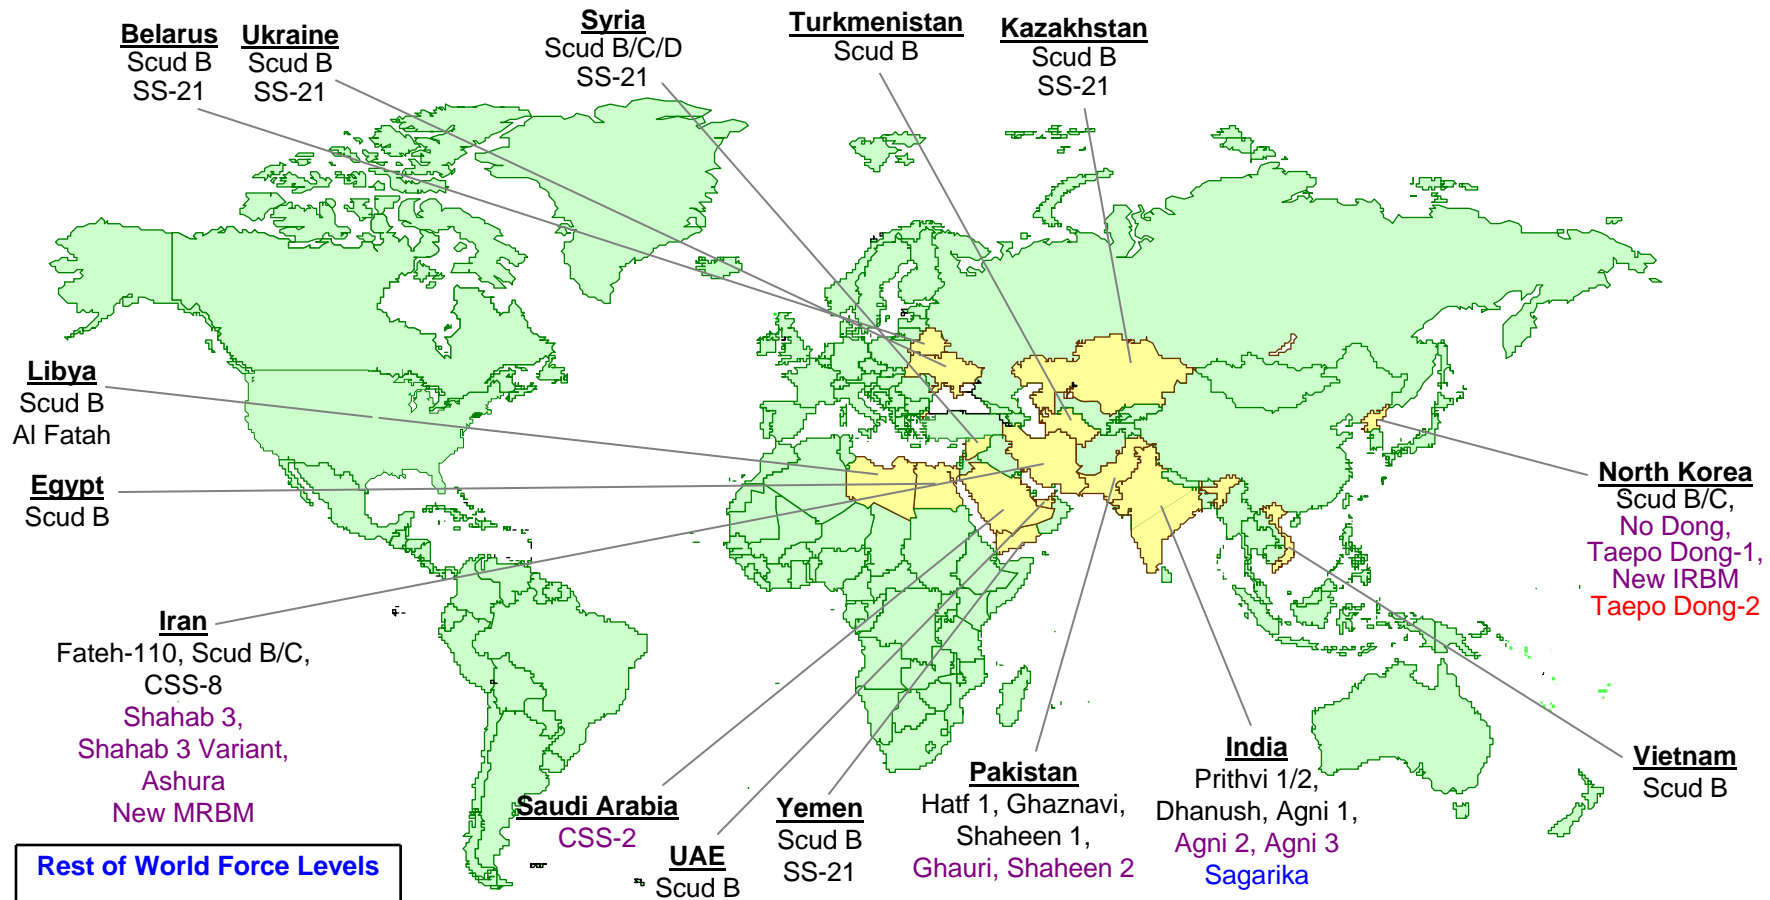 Belarus
Scud B
SS-21
Ukraine
Scud B
SS-21
Syria
Scud B/C/D
SS-21
Turkmenistan
Scud B
Kazakhstan
Scud B
SS-21
Libya
Scud B
Al Fatah
Egypt
Scud B
North Korea
Scud B/C,
No Dong,
Taepo Dong-1,
New IRBM
Taepo Dong-2
Iran
Fateh-110, Scud B/C,
CSS-8
Shahab 3,
Shahab 3 Variant,
Ashura
New MRBM
Saudi Arabia
CSS-2
UAE
Scud B
Yemen
Scud B
SS-21
Pakistan
Hatf 1, Ghaznavi,
Shaheen 1,
Ghauri, Shaheen 2
India
Prithvi 1/2,
Dhanush, Agni 1,
Agni 2, Agni 3
Sagarika
Vietnam
Scud B
Rest of World Force Levels